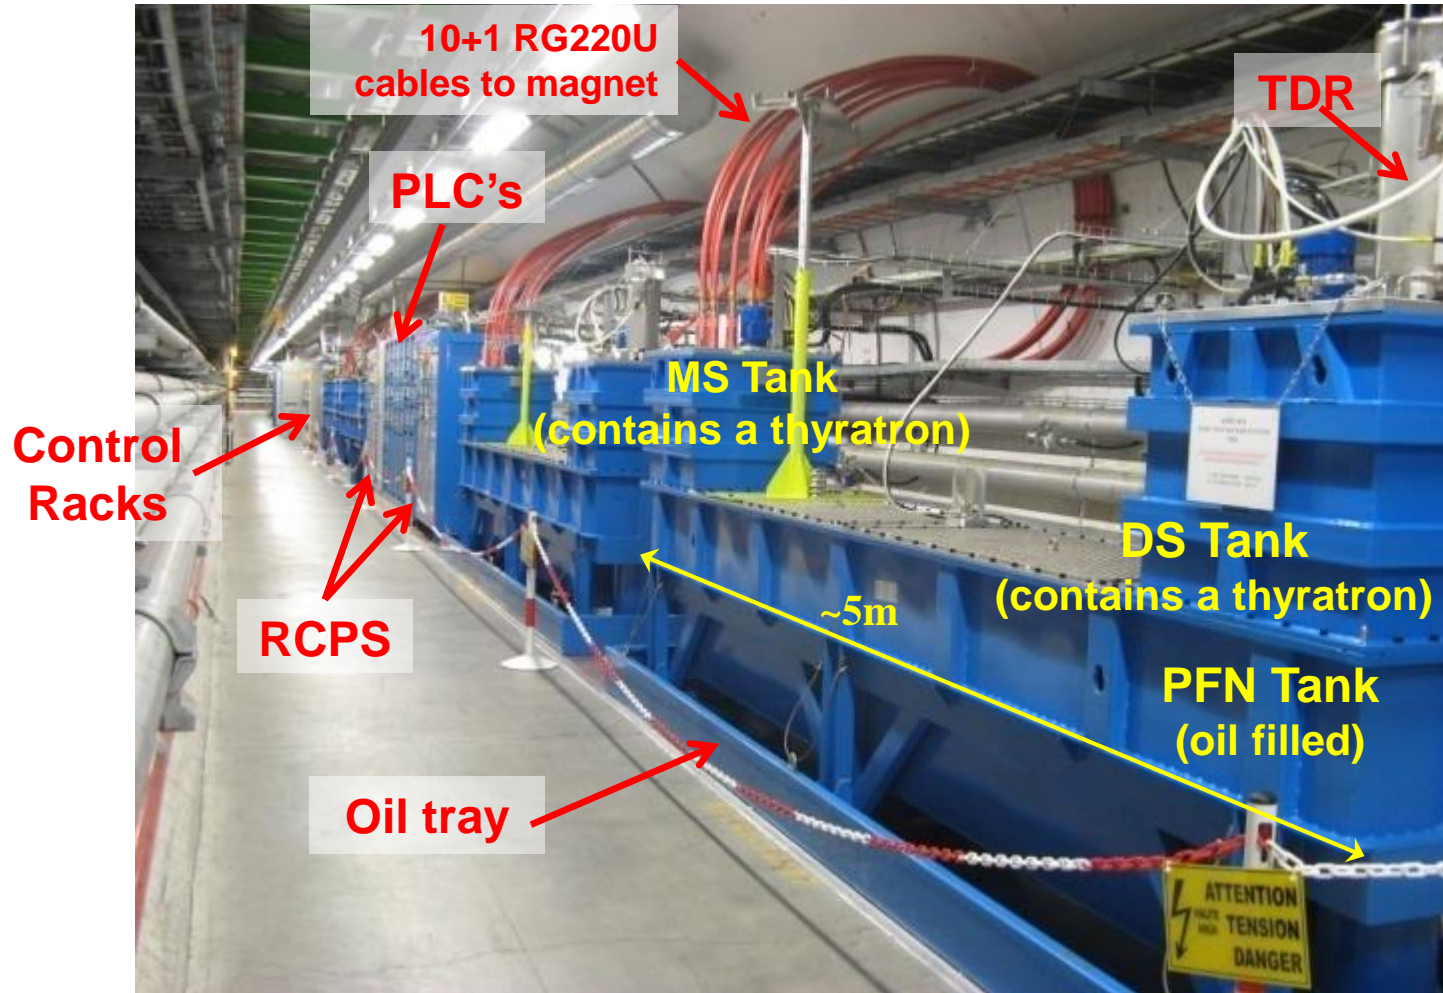 10+1 RG220U
cables to magnet
TDR
PLC’s
MS Tank
(contains a thyratron)
Control
Racks
DS Tank
(contains a thyratron)
~5m
RCPS
PFN Tank
(oil filled)
Oil tray
ATTENTION
HAUTE TENSION
DANGER